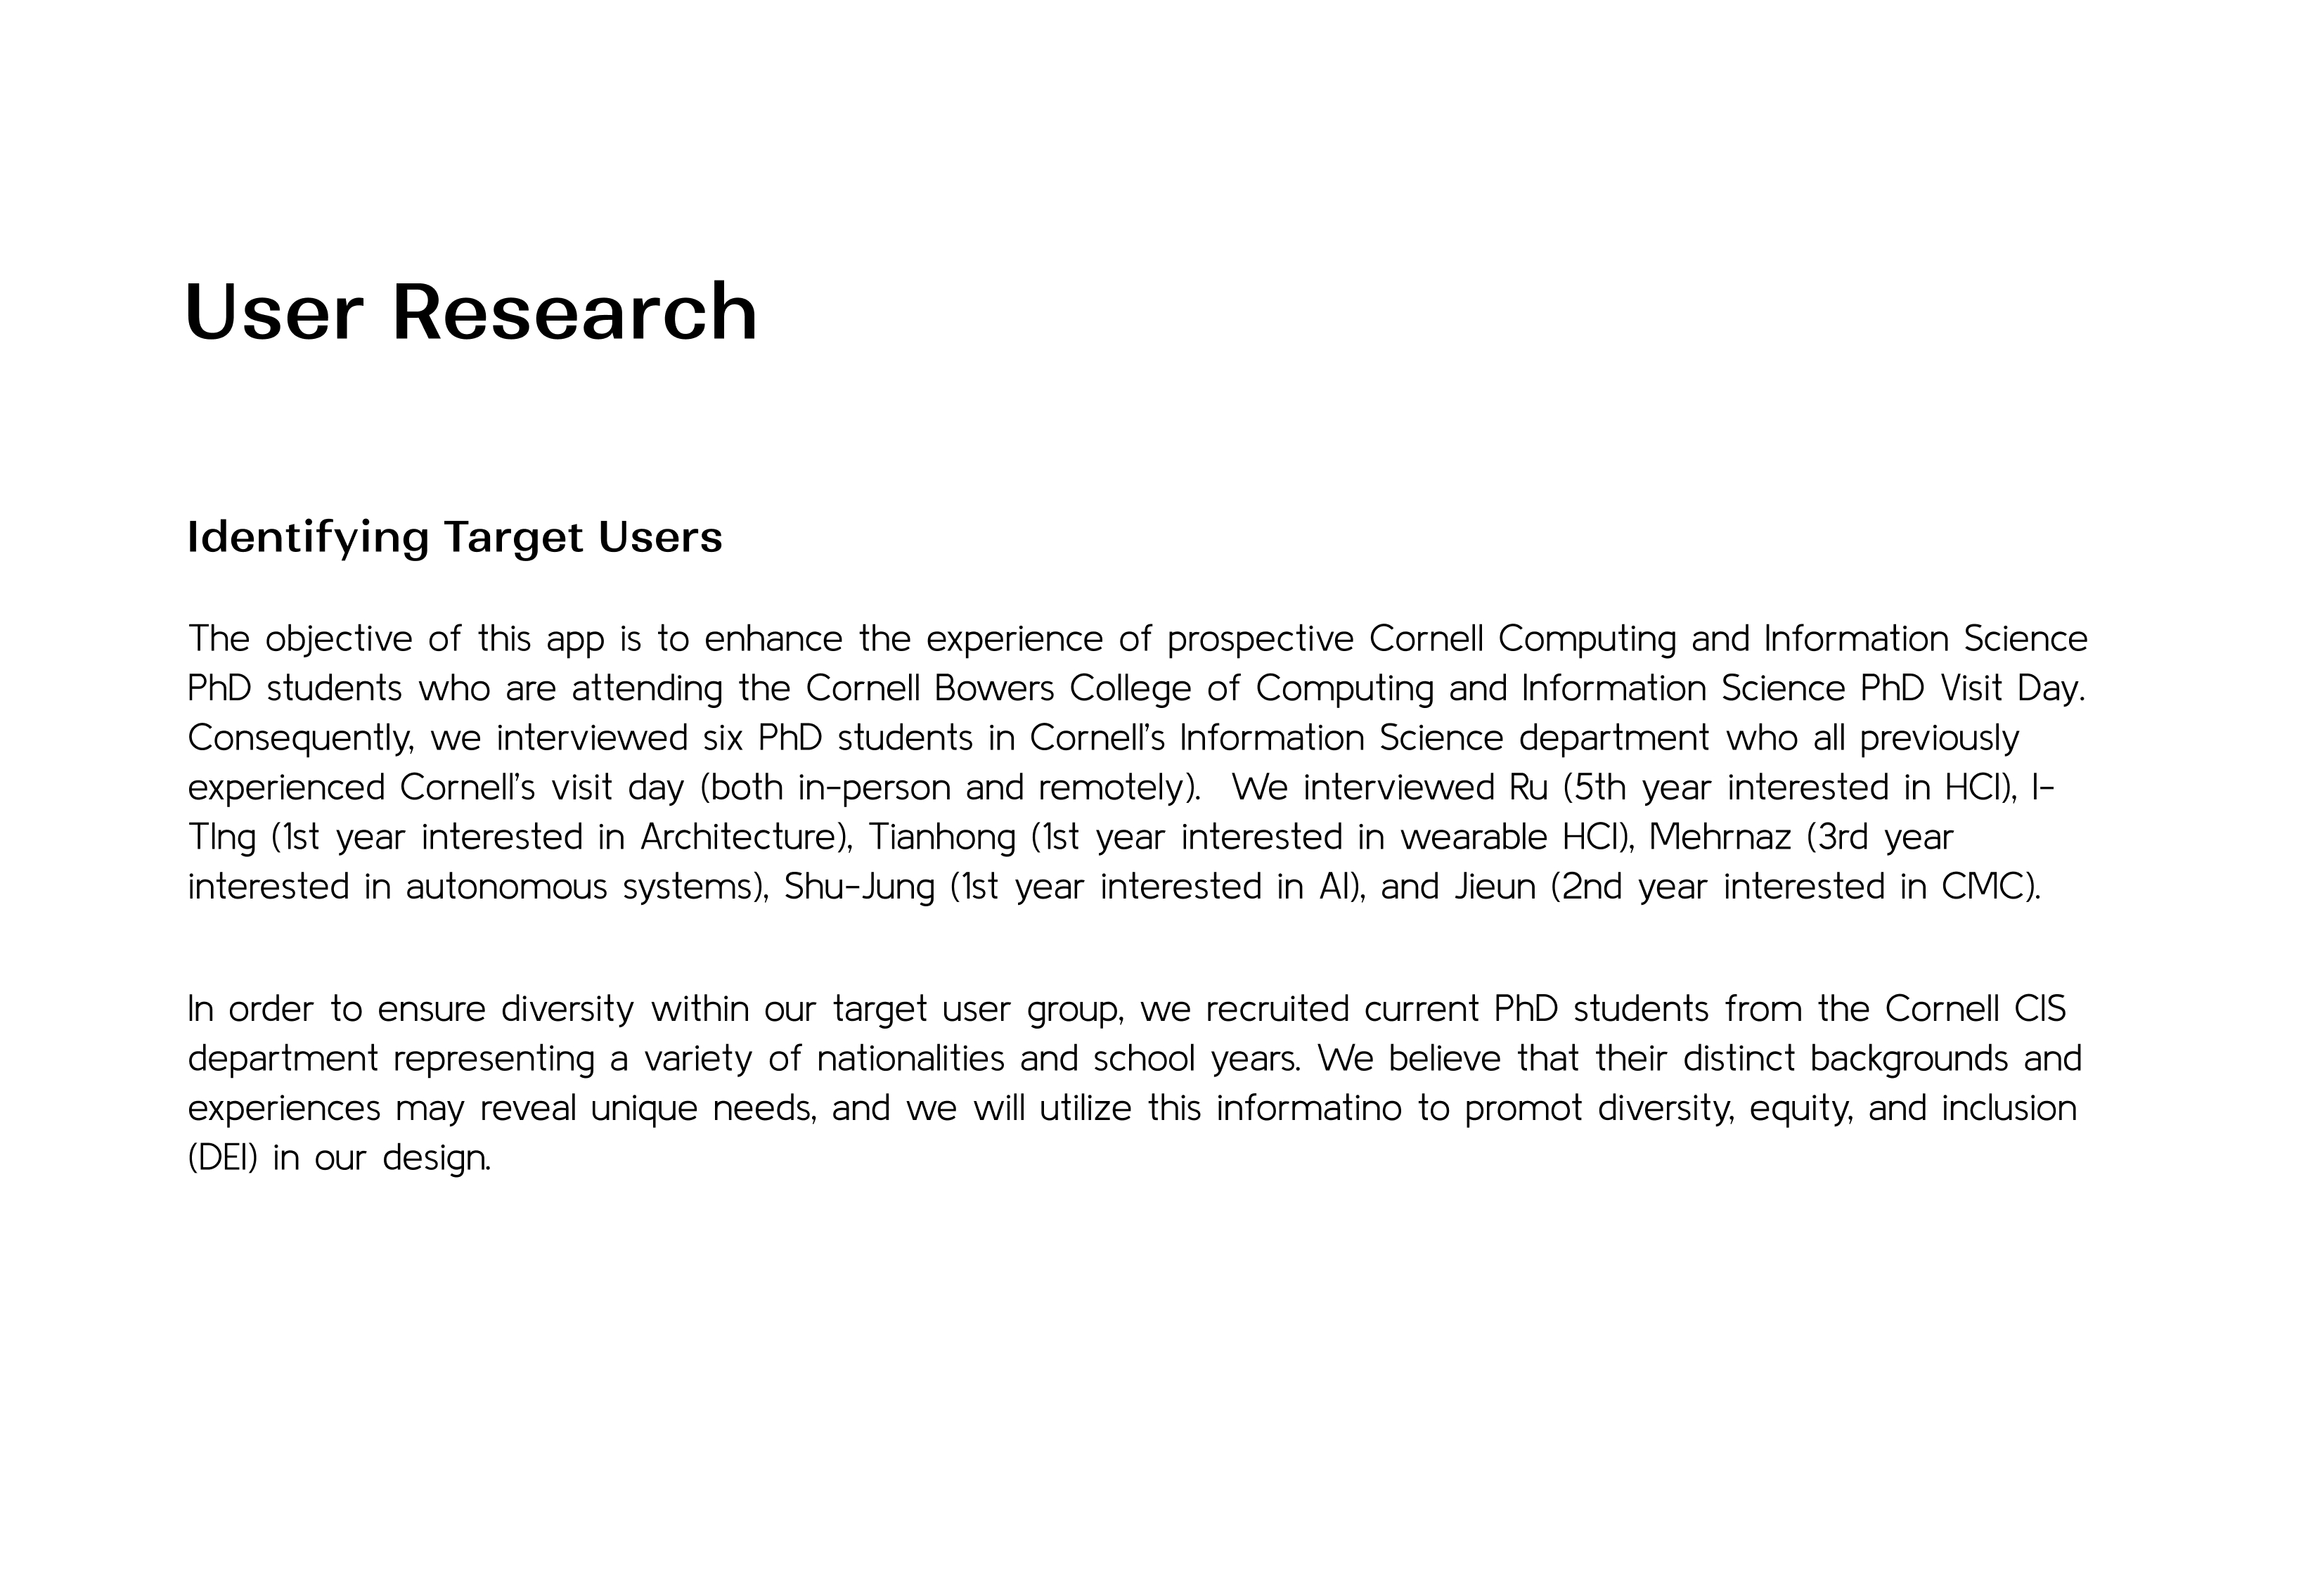 User Research
Identifying Target Users
The objective of this app is to enhance the experience of prospective Cornell Computing and Information Science
PhD students who are attending the Cornell Bowers College of Computing and Information Science PhD Visit Day.
Consequently, we interviewed six PhD students in Cornell's Information Science department who all previously
experienced Cornell's visit day (both in-person and remotely).  We interviewed Ru (5th year interested in HCI), I-
TIng (1st year interested in Architecture), Tianhong (1st year interested in wearable HCI), Mehrnaz (3rd year
interested in autonomous systems), Shu-Jung (1st year interested in AI), and Jieun (2nd year interested in CMC).
In order to ensure diversity within our target user group, we recruited current PhD students from the Cornell CIS
department representing a variety of nationalities and school years. We believe that their distinct backgrounds and
experiences may reveal unique needs, and we will utilize this informatino to promot diversity, equity, and inclusion
(DEI) in our design.